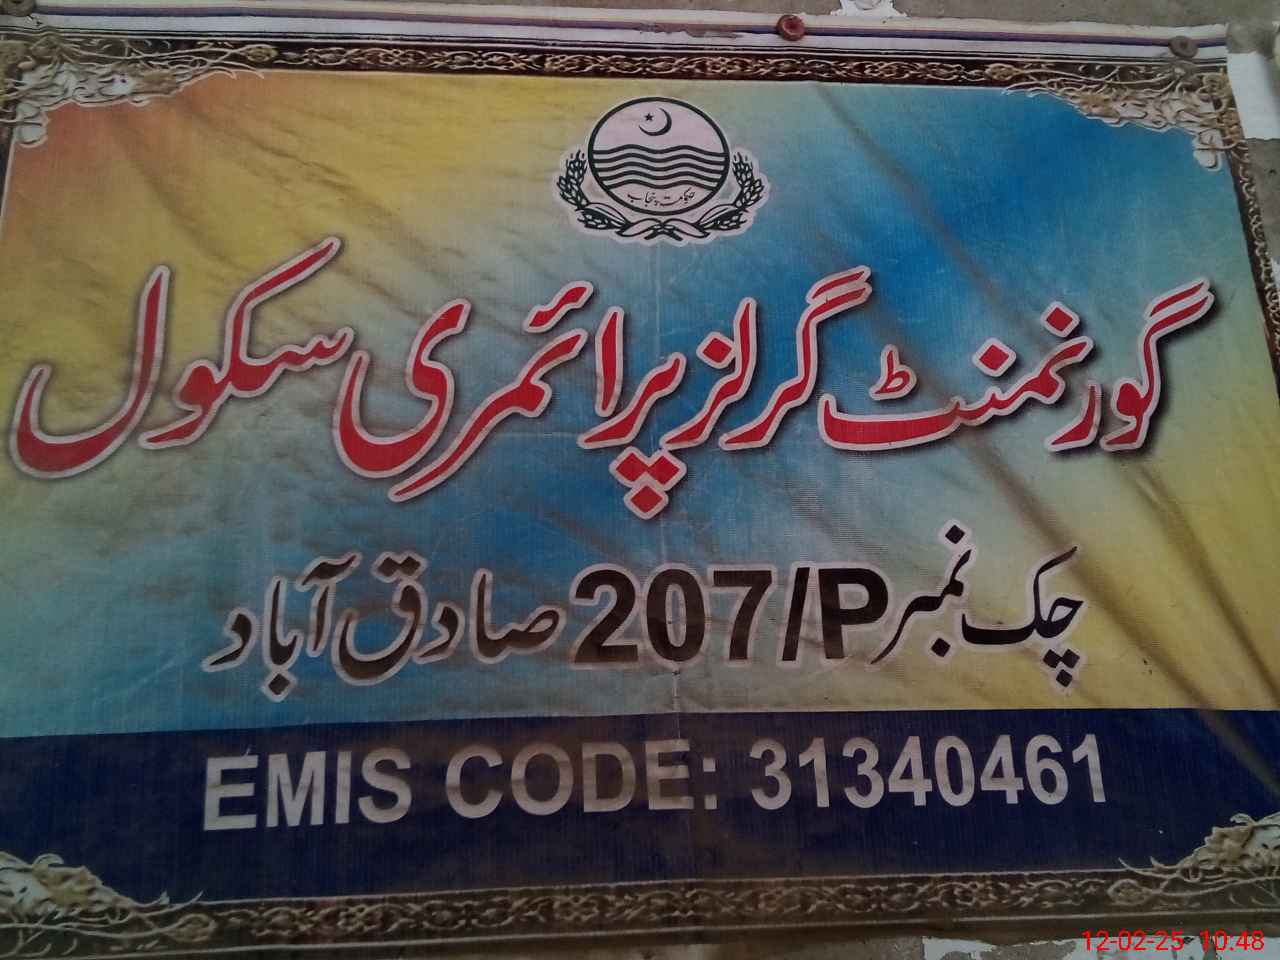 حکومت پنجاب
گورنمنٹ گرلز پرائمری سکول
چک نمبر 207/P صادق آباد
EMIS CODE: 31340461
12-02-25 10:48